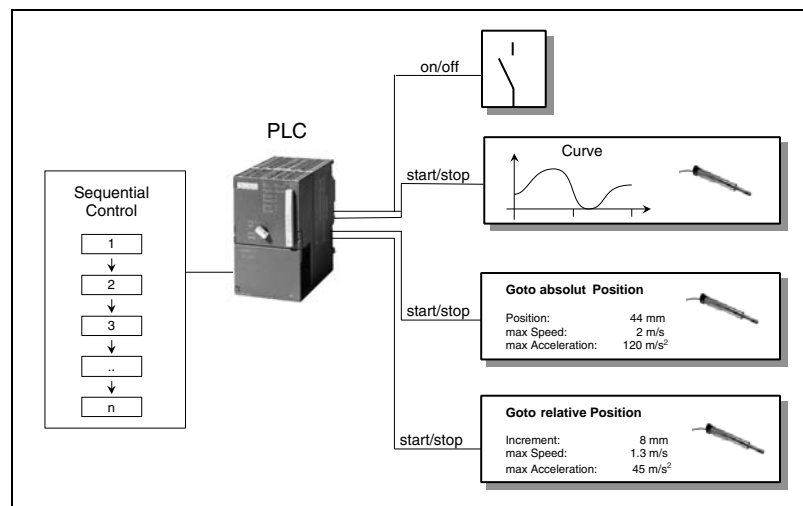 on/off
PLC
Curve
start/stop
Sequential
Control
1
2
3
..
n
start/stop
Goto absolut Position
Position: 44 mm
max Speed: 2 m/s
max Acceleration: 120 m/s²
start/stop
Goto relative Position
Increment: 8 mm
max Speed: 1.3 m/s
max Acceleration: 45 m/s²